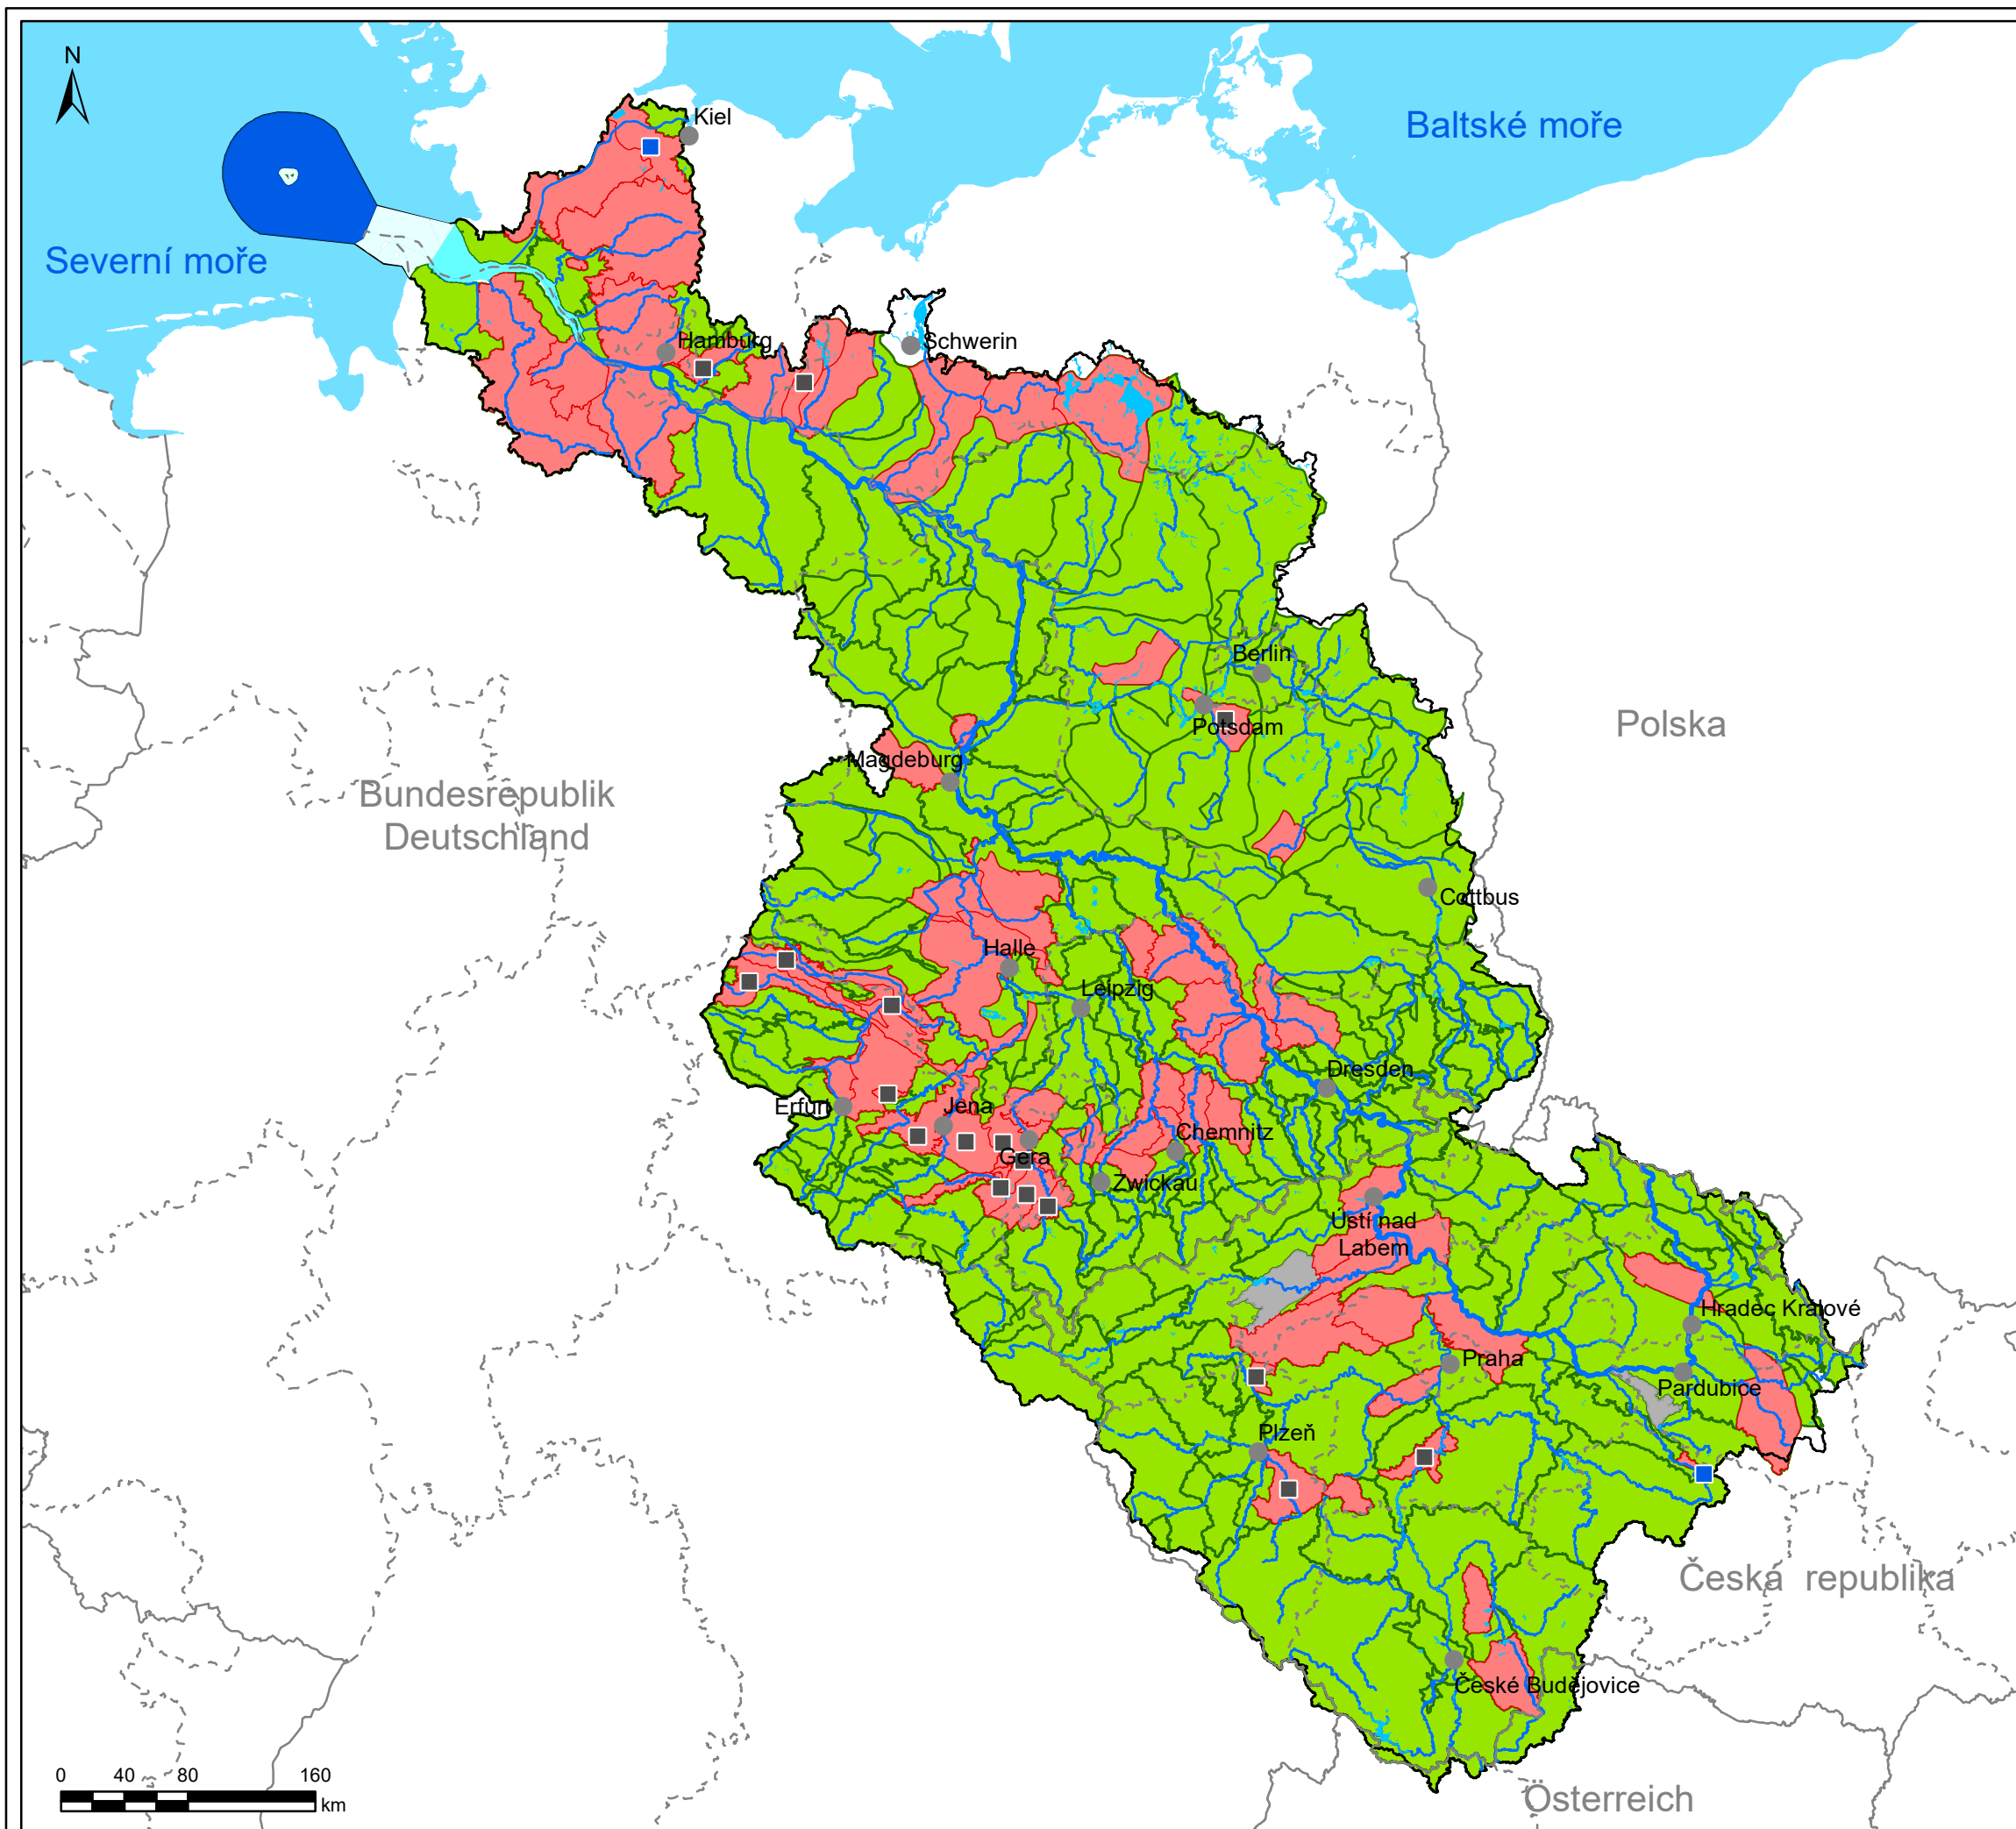 N
Kiel
Baltské moře
Severní moře
Hamburg
Schwerin
Berlin
Polska
Potsdam
Magdeburg
Bundesrepublik
Deutschland
Cottbus
Halle
Leipzig
Dresden
Erfurt
Jena
Chemnitz
Gera
Zwickau
Ústí nad
Labem
Hradec Králové
Praha
Pardubice
Plzeň
Česká republika
České Budějovice
0 40 80 160
km
Österreich